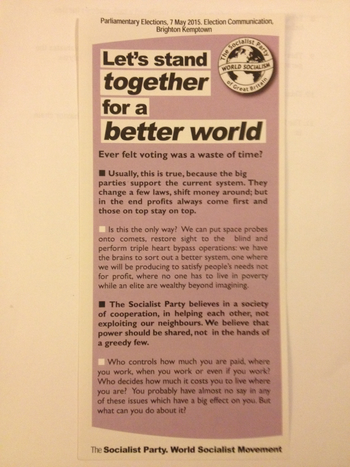 Parliamentary Elections, 7 May 2015. Election Communication,
Brighton Kemptown
The Socialist Party
WORLD SOCIALISM
of Great Britain
Let's stand
together
for a
better world
Ever felt voting was a waste of time?
■ Usually, this is true, because the big
parties support the current system. They
change a few laws, shift money around; but
in the end profits always come first and
those on top stay on top.
■ Is this the only way? We can put space probes
onto comets, restore sight to the blind and
perform triple heart bypass operations: we have
the brains to sort out a better system, one where
we will be producing to satisfy people's needs not
for profit, where no one has to live in poverty
while an elite are wealthy beyond imagining.
■ The Socialist Party believes in a society
of cooperation, in helping each other, not
exploiting our neighbours. We believe that
power should be shared, not in the hands of
a greedy few.
■ Who controls how much you are paid, where
you work, when you work or even if you work?
Who decides how much it costs you to live where
you are? You probably have almost no say in any
of these issues which have a big effect on you. But
what can you do about it?
The Socialist Party. World Socialist Movement